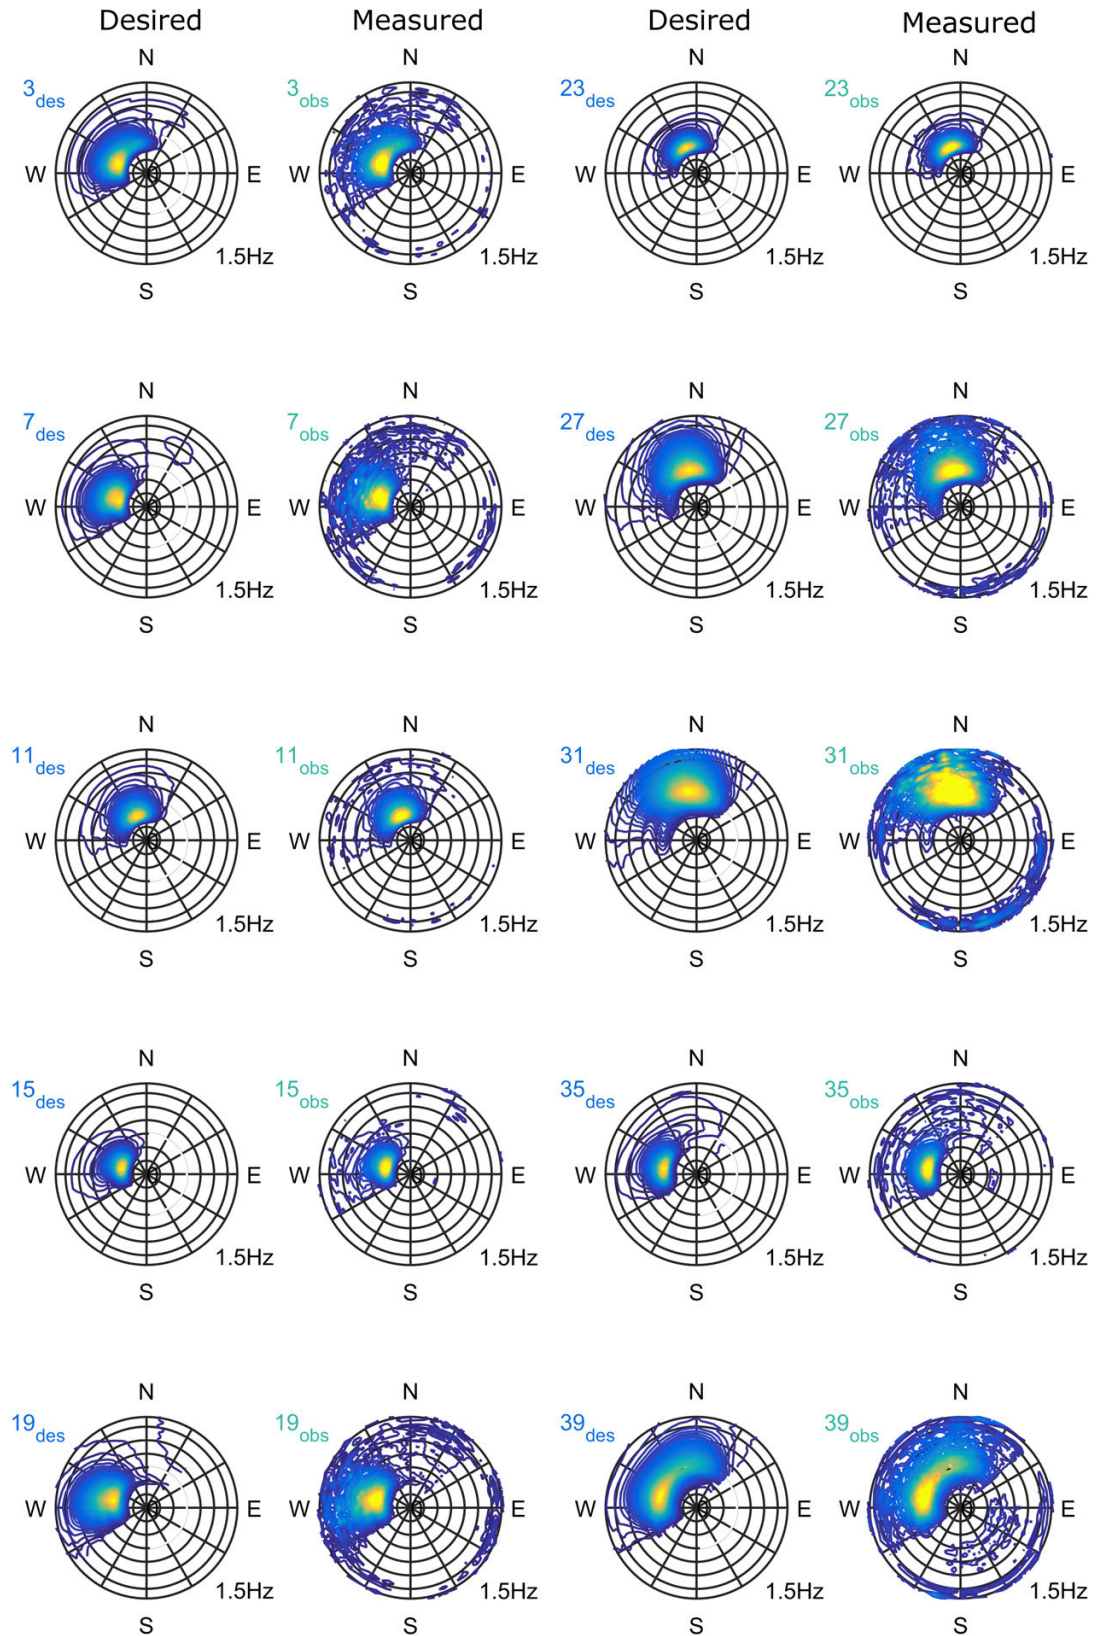 Desired Measured Desired Measured
N N N N
3des 3obs 23des 23obs
W E W E W E W E
1.5Hz 1.5Hz 1.5Hz 1.5Hz
S S S S
N N N N
7des 7obs 27des 27obs
W E W E W E W E
1.5Hz 1.5Hz 1.5Hz 1.5Hz
S S S S
N N N N
11des 11obs 31des 31obs
W E W E W E W E
1.5Hz 1.5Hz 1.5Hz 1.5Hz
S S S S
N N N N
15des 15obs 35des 35obs
W E W E W E W E
1.5Hz 1.5Hz 1.5Hz 1.5Hz
S S S S
N N N N
19des 19obs 39des 39obs
W E W E W E W E
1.5Hz 1.5Hz 1.5Hz 1.5Hz
S S S S